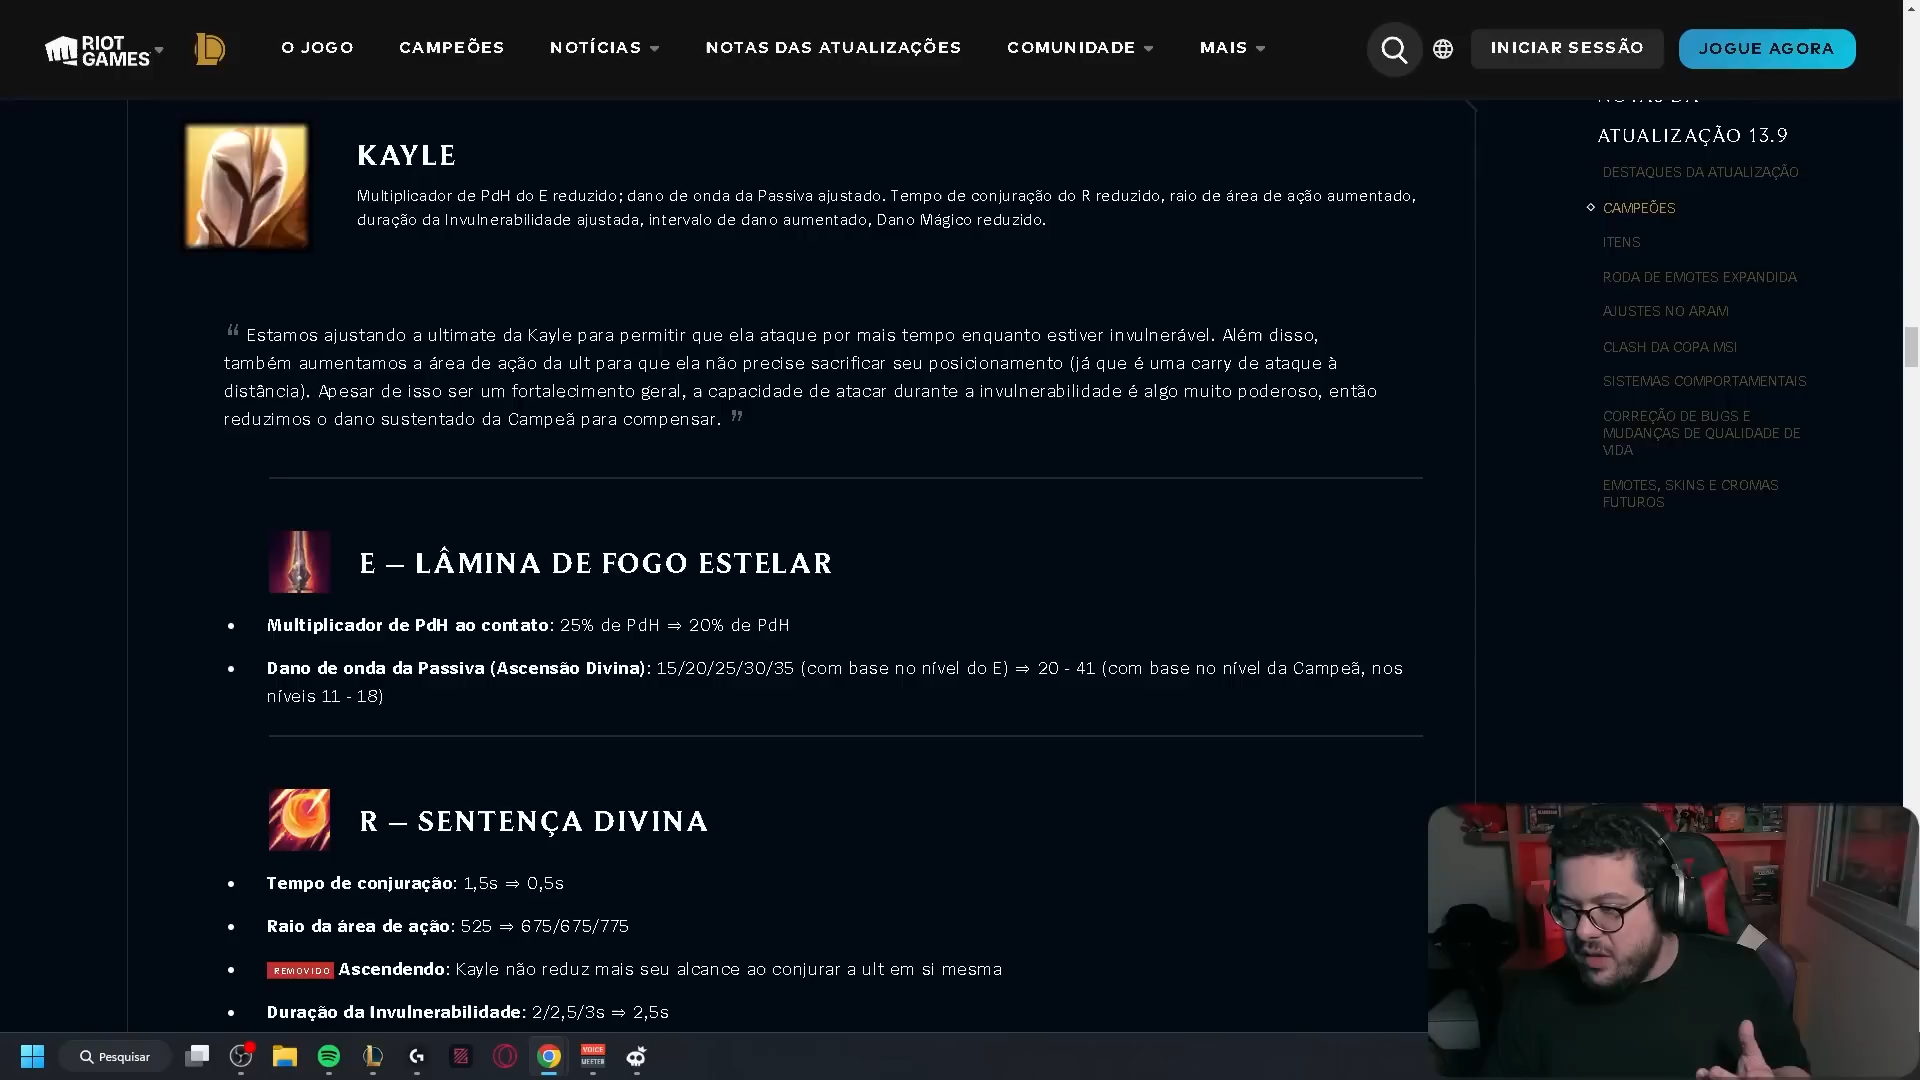 RIOT GAMES
O JOGO
CAMPEÕES
NOTÍCIAS
NOTAS DAS ATUALIZAÇÕES
COMUNIDADE
MAIS
INICIAR SESSÃO
JOGUE AGORA
KAYLE
Multiplicador de PdH do E reduzido; dano de onda da Passiva ajustado. Tempo de conjuração do R reduzido, raio de área de ação aumentado,
duração da Invulnerabilidade ajustada, intervalo de dano aumentado, Dano Mágico reduzido.
“ Estamos ajustando a ultimate da Kayle para permitir que ela ataque por mais tempo enquanto estiver invulnerável. Além disso,
também aumentamos a área de ação da ult para que ela não precise sacrificar seu posicionamento (já que é uma carry de ataque à
distância). Apesar de isso ser um fortalecimento geral, a capacidade de atacar durante a invulnerabilidade é algo muito poderoso, então
reduzimos o dano sustentado da Campeã para compensar. ”
E – LÂMINA DE FOGO ESTELAR
• Multiplicador de PdH ao contato: 25% de PdH ⇒ 20% de PdH
• Dano de onda da Passiva (Ascensão Divina): 15/20/25/30/35 (com base no nível do E) ⇒ 20 - 41 (com base no nível da Campeã, nos
níveis 11 - 18)
R – SENTENÇA DIVINA
• Tempo de conjuração: 1,5s ⇒ 0,5s
• Raio da área de ação: 525 ⇒ 675/675/775
• REMOVIDO Ascendendo: Kayle não reduz mais seu alcance ao conjurar a ult em si mesma
• Duração da Invulnerabilidade: 2/2,5/3s ⇒ 2,5s
NOTAS DA
ATUALIZAÇÃO 13.9
DESTAQUES DA ATUALIZAÇÃO
CAMPEÕES
ITENS
RODA DE EMOTES EXPANDIDA
AJUSTES NO ARAM
CLASH DA COPA MSI
SISTEMAS COMPORTAMENTAIS
CORREÇÃO DE BUGS E
MUDANÇAS DE QUALIDADE DE
VIDA
EMOTES, SKINS E CROMAS
FUTUROS
Pesquisar
VOICE
MEETER